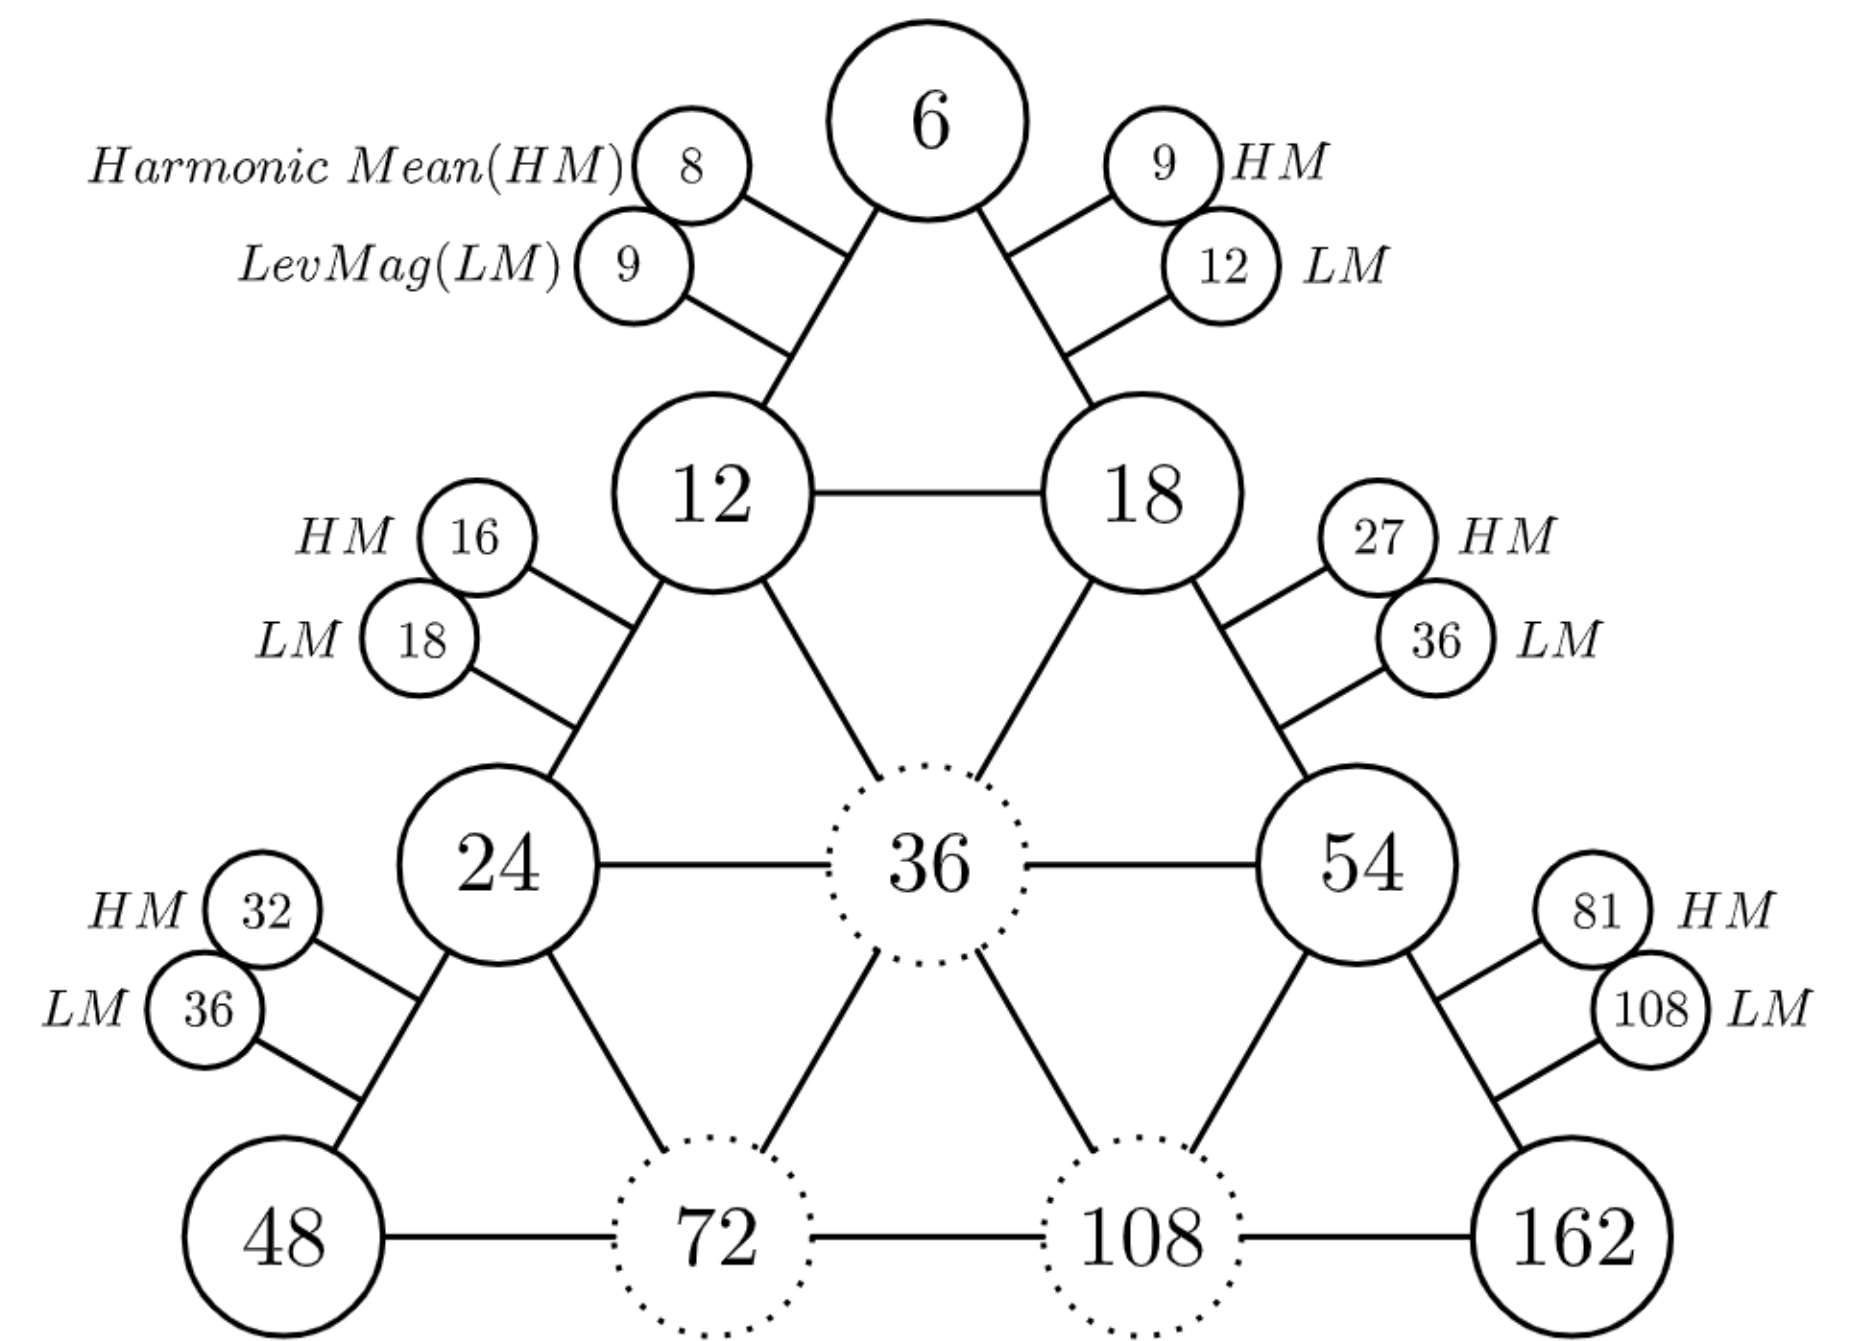 6
Harmonic Mean(HM) 8 9 HM
LevMag(LM) 9 12 LM
12 18
HM 16 27 HM
LM 18 36 LM
24 36 54
HM 32 81 HM
LM 36 108 LM
48 72 108 162